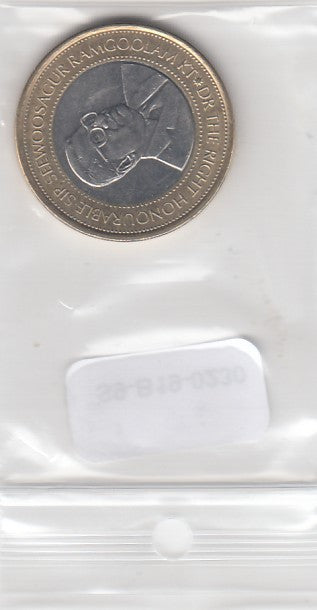 DR THE RIGHT HONOURABLE SIR SEEWOOSAGUR RAMGOOLAM KT★